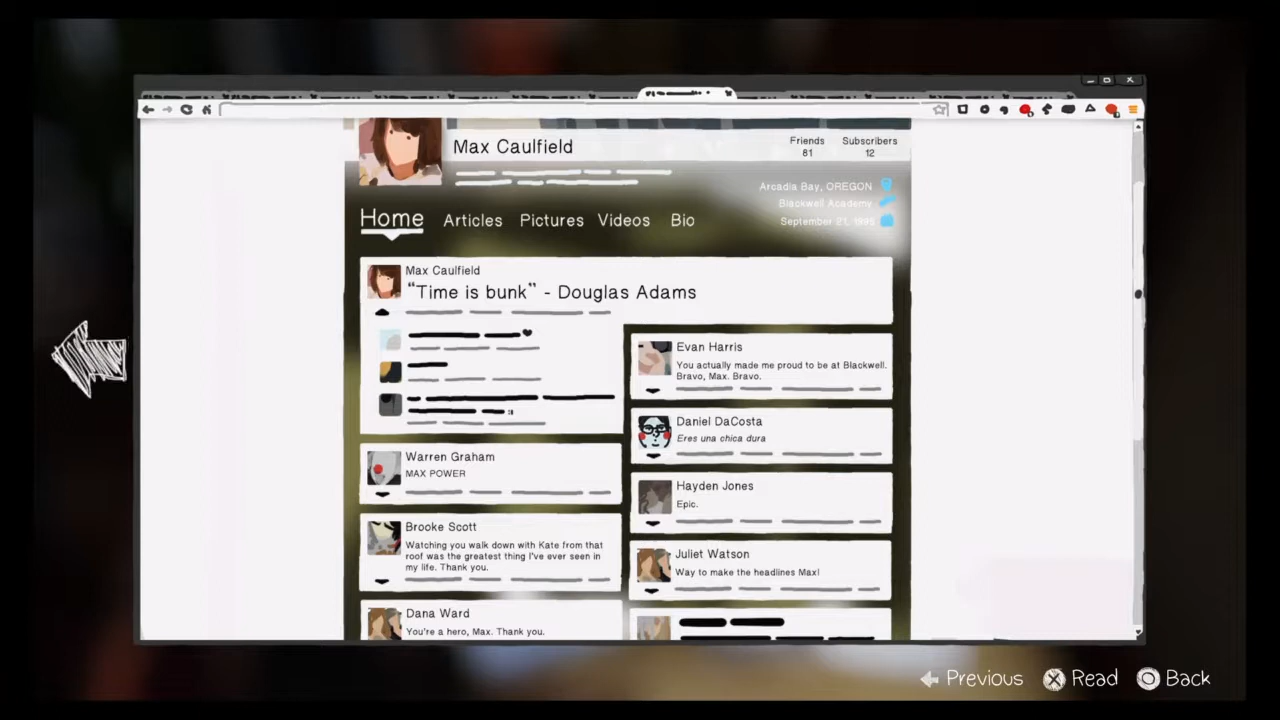 Max Caulfield
Friends
81
Subscribers
12
Arcadia Bay, OREGON
Blackwell Academy
September 21, 1995
Home Articles Pictures Videos Bio
Max Caulfield
“Time is bunk” - Douglas Adams
Warren Graham
MAX POWER
Brooke Scott
Watching you walk down with Kate from that
roof was the greatest thing I've ever seen in
my life. Thank you.
Dana Ward
You're a hero, Max. Thank you.
Evan Harris
You actually made me proud to be at Blackwell.
Bravo, Max. Bravo.
Daniel DaCosta
Eres una chica dura
Hayden Jones
Epic.
Juliet Watson
Way to make the headlines Max!
Previous Read Back